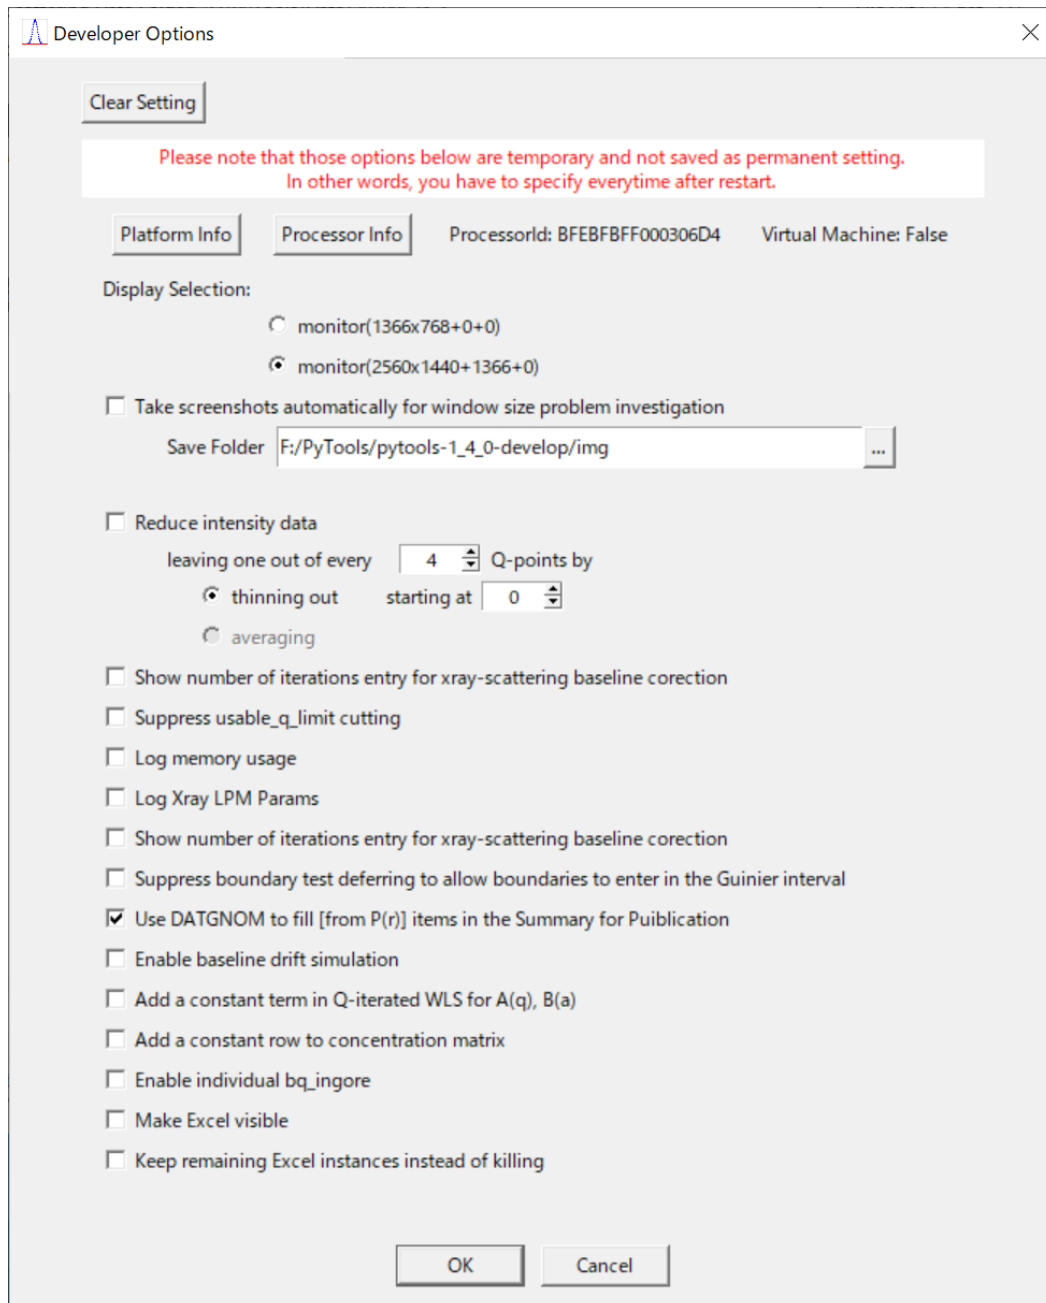 Developer Options
Clear Setting
Please note that those options below are temporary and not saved as permanent setting.
In other words, you have to specify everytime after restart.
Platform Info Processor Info ProcessorId: BFEBFBFF000306D4 Virtual Machine: False
Display Selection:
monitor(1366x768+0+0)
monitor(2560x1440+1366+0)
Take screenshots automatically for window size problem investigation
Save Folder F:/PyTools/pytools-1_4_0-develop/img ...
Reduce intensity data
leaving one out of every 4 Q-points by
thinning out starting at 0
averaging
Show number of iterations entry for xray-scattering baseline corection
Suppress usable_q_limit cutting
Log memory usage
Log Xray LPM Params
Show number of iterations entry for xray-scattering baseline corection
Suppress boundary test deferring to allow boundaries to enter in the Guinier interval
Use DATGNOM to fill [from P(r)] items in the Summary for Puiblication
Enable baseline drift simulation
Add a constant term in Q-iterated WLS for A(q), B(a)
Add a constant row to concentration matrix
Enable individual bq_ingore
Make Excel visible
Keep remaining Excel instances instead of killing
OK Cancel